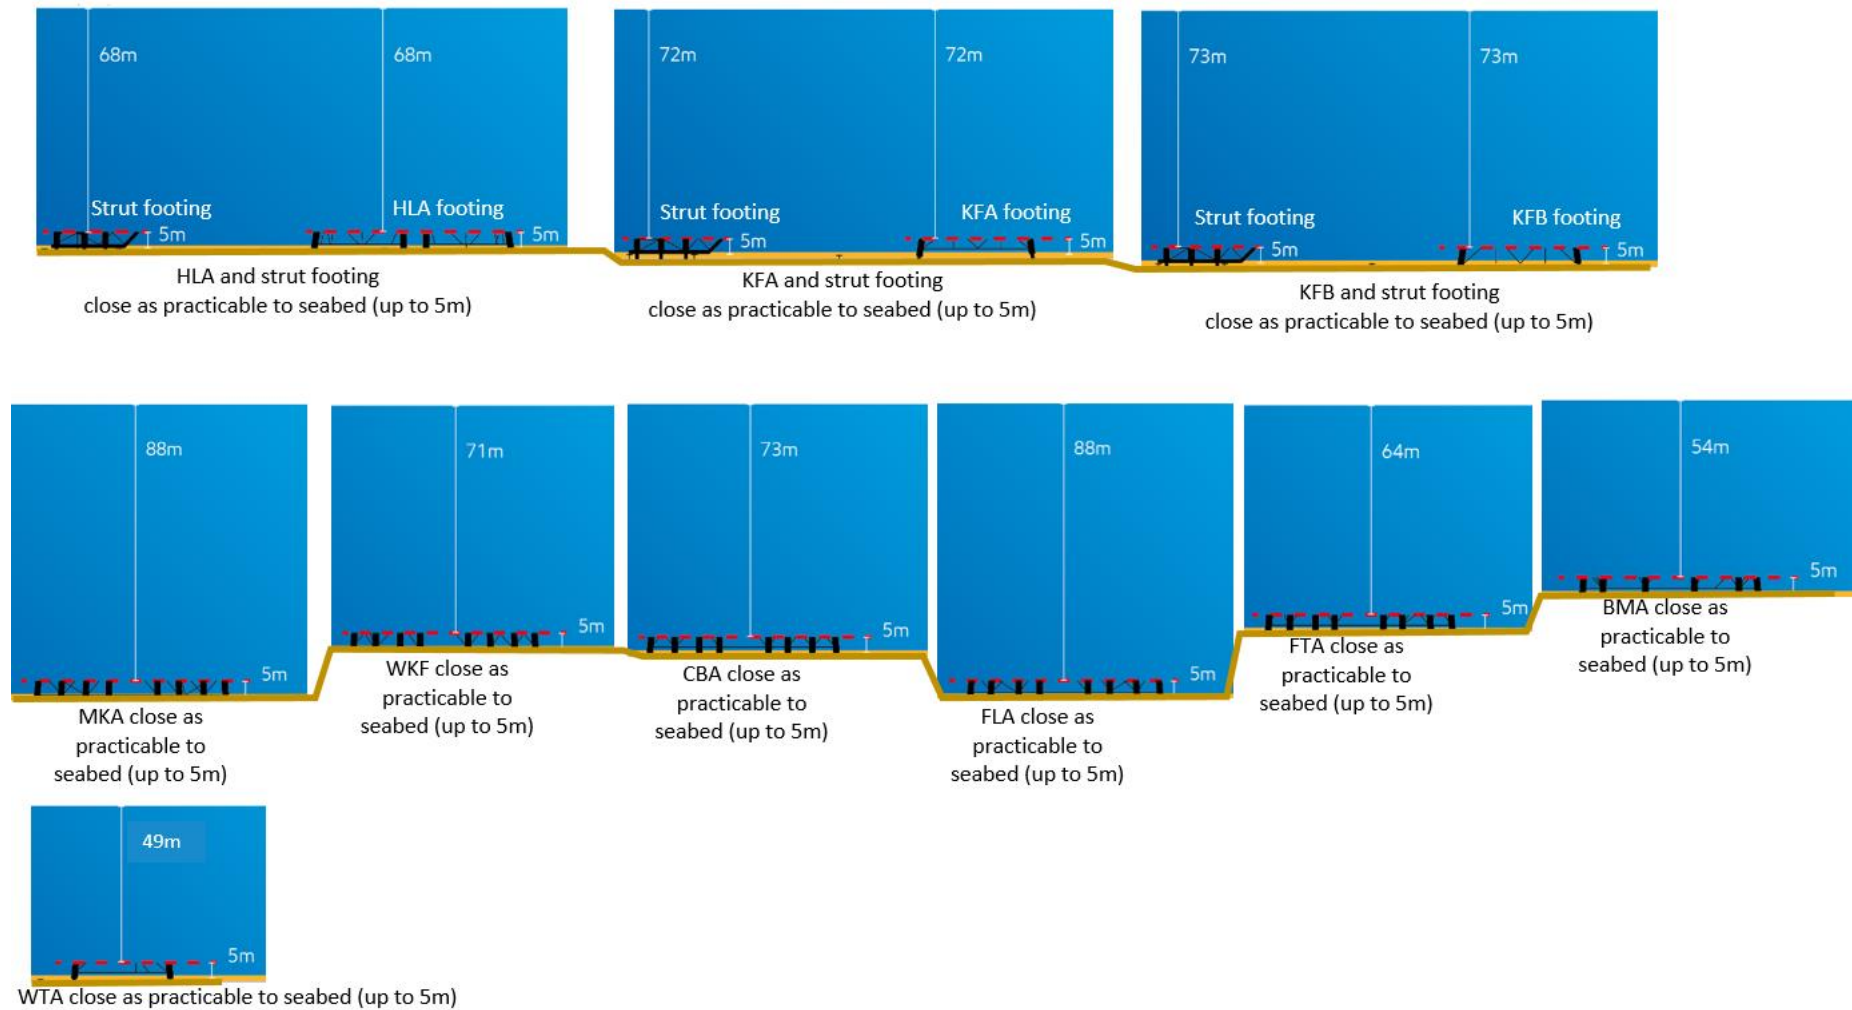 68m
68m
Strut footing
HLA footing
5m
5m
HLA and strut footing
close as practicable to seabed (up to 5m)
72m
72m
Strut footing
KFA footing
5m
5m
KFA and strut footing
close as practicable to seabed (up to 5m)
73m
73m
Strut footing
KFB footing
5m
5m
KFB and strut footing
close as practicable to seabed (up to 5m)
88m
5m
MKA close as
practicable to
seabed (up to 5m)
71m
5m
WKF close as
practicable to
seabed (up to 5m)
73m
5m
CBA close as
practicable to
seabed (up to 5m)
88m
5m
FLA close as
practicable to
seabed (up to 5m)
64m
5m
FTA close as
practicable to
seabed (up to 5m)
54m
5m
BMA close as
practicable to
seabed (up to 5m)
49m
5m
WTA close as practicable to seabed (up to 5m)